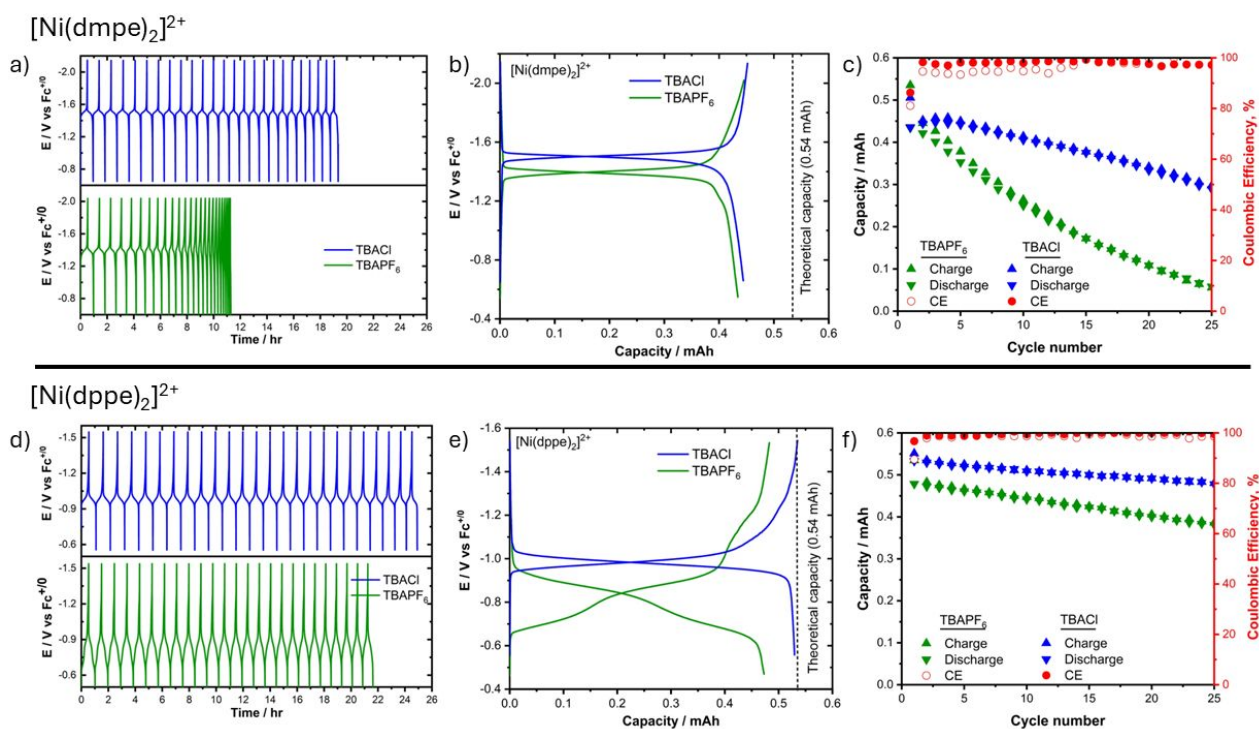 [Ni(dmpe)₂]²⁺
a)
E / V vs Fc⁺ᐟ⁰
-2.0
-1.6
-1.2
-0.8
E / V vs Fc+/0
-2.0
-1.6
-1.2
-0.8
TBACl
TBAPF₆
0 2 4 6 8 10 12 14 16 18 20 22 24 26
Time / hr
b)
[Ni(dmpe)₂]²⁺
TBACl
TBAPF₆
E / V vs Fc⁺ᐟ⁰
-2.0
-1.6
-1.2
-0.8
-0.4
Theoretical capacity (0.54 mAh)
0.0 0.1 0.2 0.3 0.4 0.5 0.6
Capacity / mAh
c)
Capacity / mAh
0.6
0.5
0.4
0.3
0.2
0.1
0.0
TBAPF₆ TBACl
Charge Charge
Discharge Discharge
CE CE
100
80
60
40
20
0
Coulombic Efficiency, %
0 5 10 15 20 25
Cycle number
[Ni(dppe)₂]²⁺
d)
E / V vs Fc⁺ᐟ⁰
-1.5
-1.2
-0.9
-0.6
E / V vs Fc+/0
-1.5
-1.2
-0.9
-0.6
TBACl
TBAPF₆
0 2 4 6 8 10 12 14 16 18 20 22 24 26
Time / hr
e)
[Ni(dppe)₂]²⁺
TBACl
TBAPF₆
E / V vs Fc⁺ᐟ⁰
-1.6
-1.4
-1.2
-1.0
-0.8
-0.6
-0.4
Theoretical capacity (0.54 mAh)
0.0 0.1 0.2 0.3 0.4 0.5 0.6
Capacity / mAh
f)
Capacity / mAh
0.6
0.5
0.4
0.3
0.2
0.1
0.0
TBAPF₆ TBACl
Charge Charge
Discharge Discharge
CE CE
100
80
60
40
20
0
Coulombic Efficiency, %
0 5 10 15 20 25
Cycle number